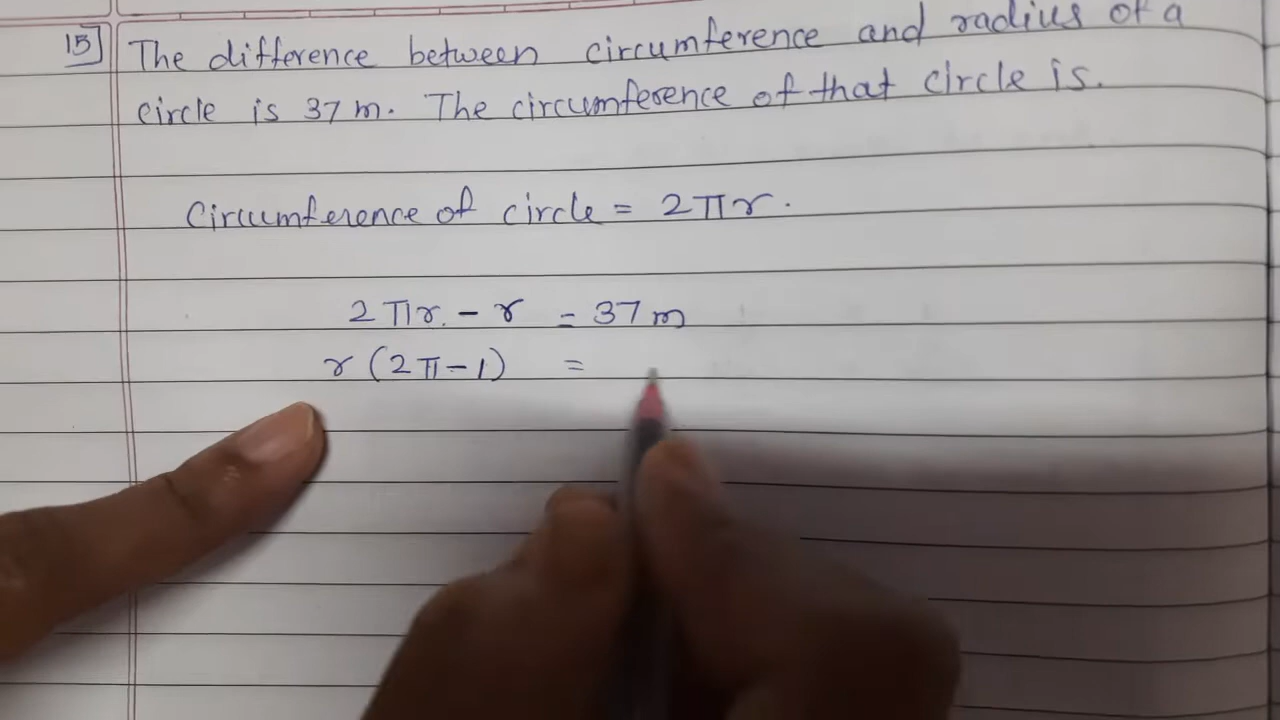 15 The difference between circumference and radius of a
circle is 37 m. The circumference of that circle is.
Circumference of circle = 2πr.
2πr - r = 37 m
r (2π-1) =